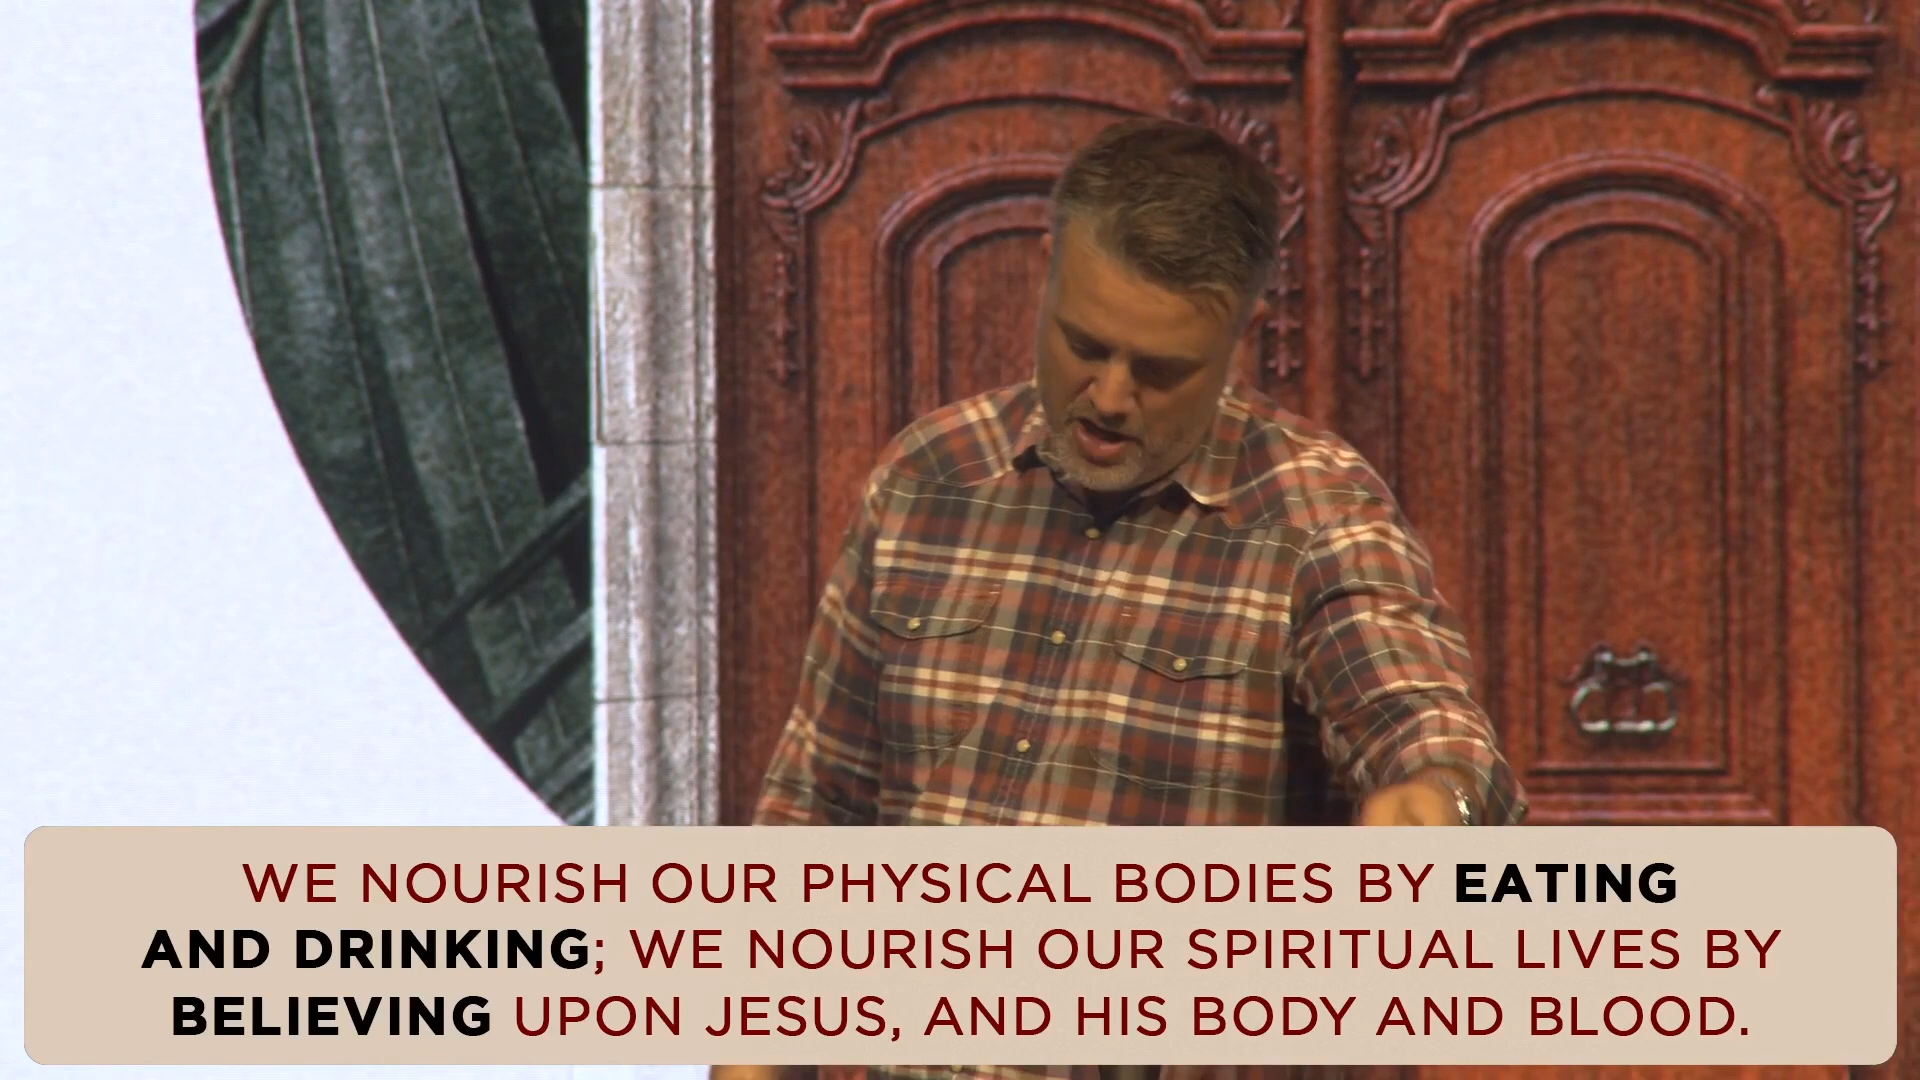 WE NOURISH OUR PHYSICAL BODIES BY EATING
AND DRINKING; WE NOURISH OUR SPIRITUAL LIVES BY
BELIEVING UPON JESUS, AND HIS BODY AND BLOOD.